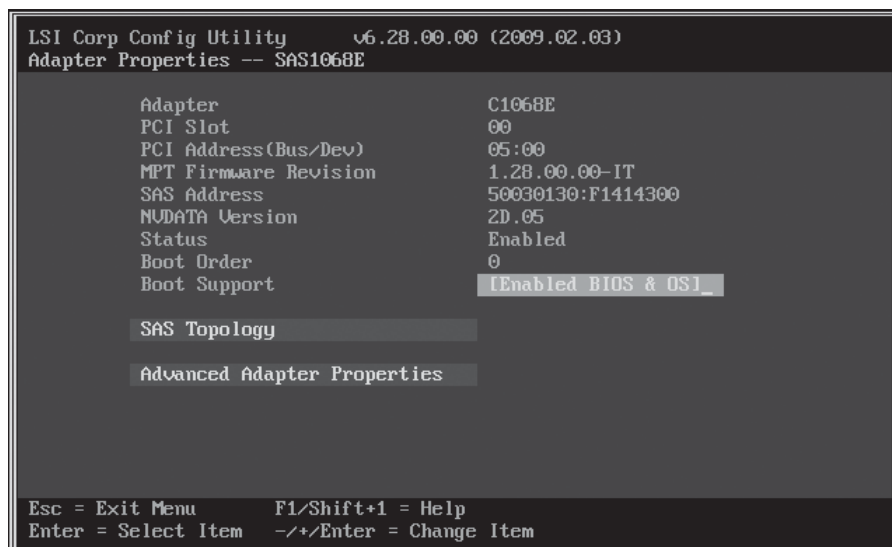 LSI Corp Config Utility v6.28.00.00 (2009.02.03)
Adapter Properties -- SAS1068E
Adapter C1068E
PCI Slot 00
PCI Address(Bus/Dev) 05:00
MPT Firmware Revision 1.28.00.00-IT
SAS Address 50030130:F1414300
NVDATA Version 2D.05
Status Enabled
Boot Order 0
Boot Support [Enabled BIOS & OS]_
SAS Topology
Advanced Adapter Properties
Esc = Exit Menu F1/Shift+1 = Help
Enter = Select Item -/+/Enter = Change Item